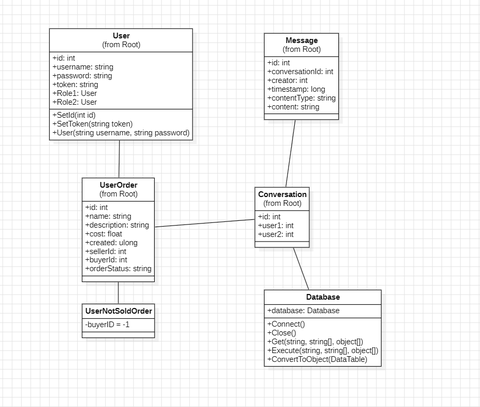 User
(from Root)
+id: int
+username: string
+password: string
+token: string
+Role1: User
+Role2: User
+SetId(int id)
+SetToken(string token)
+User(string username, string password)
Message
(from Root)
+id: int
+conversationId: int
+creator: int
+timestamp: long
+contentType: string
+content: string
UserOrder
(from Root)
+id: int
+name: string
+description: string
+cost: float
+created: ulong
+sellerId: int
+buyerId: int
+orderStatus: string
Conversation
(from Root)
+id: int
+user1: int
+user2: int
UserNotSoldOrder
-buyerID = -1
Database
+database: Database
+Connect()
+Close()
+Get(string, string[], object[])
+Execute(string, string[], object[])
+ConvertToObject(DataTable)